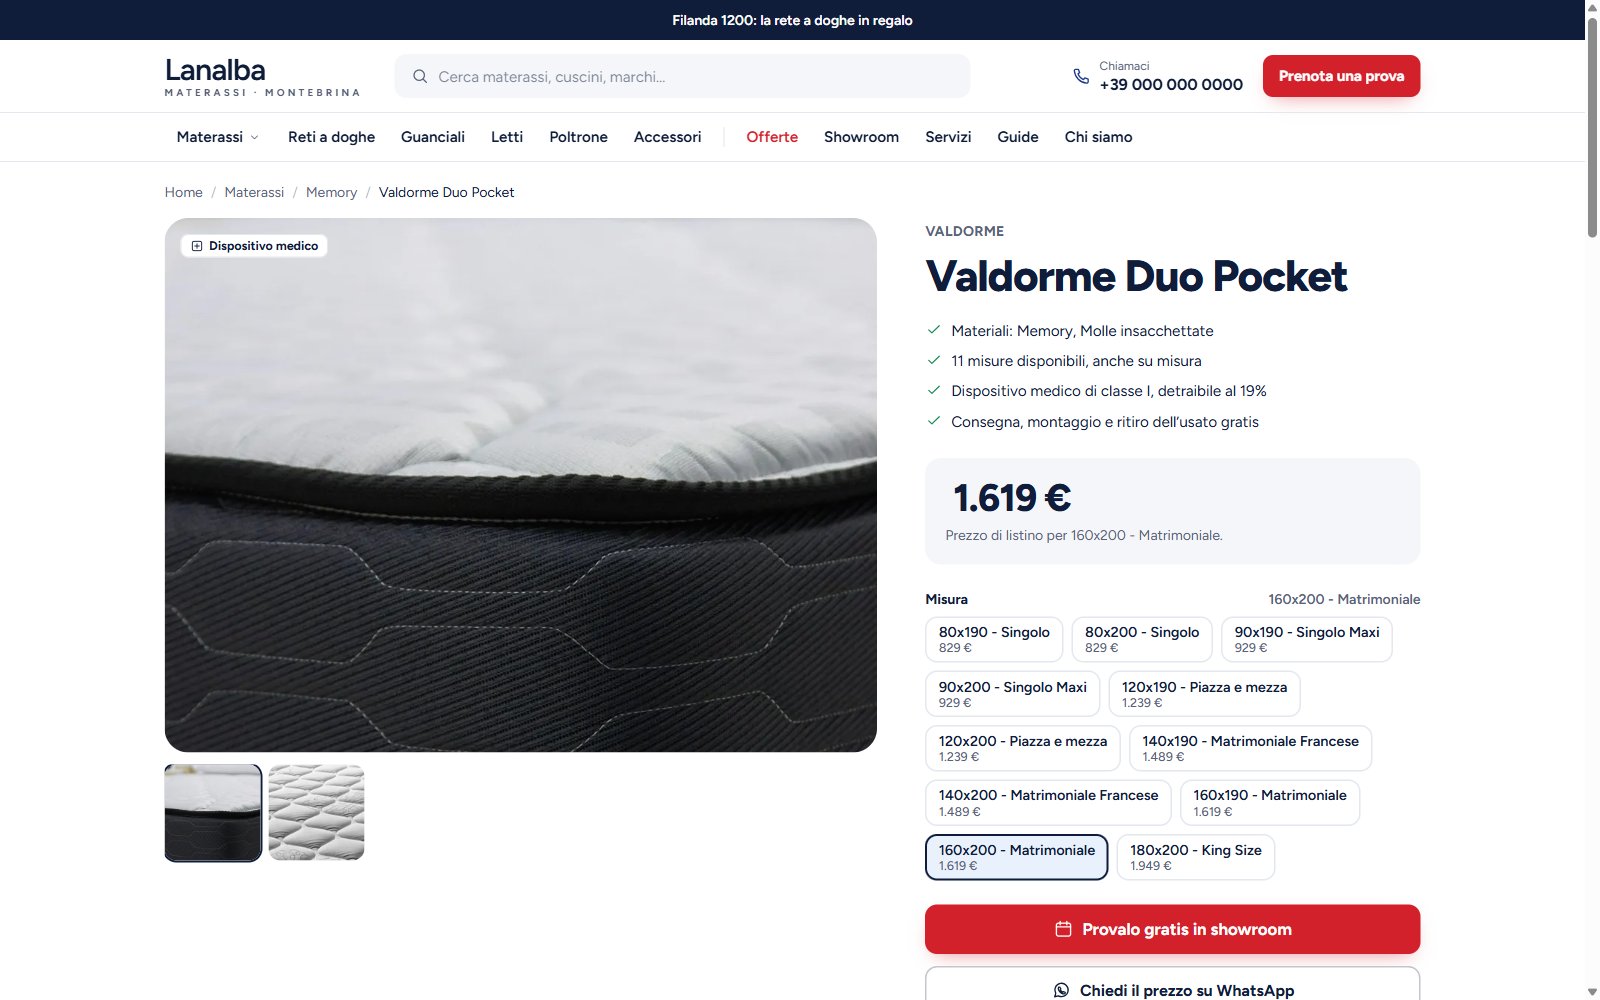 Filanda 1200: la rete a doghe in regalo
Lanalba
MATERASSI · MONTEBRINA
Cerca materassi, cuscini, marchi...
Chiamaci
+39 000 000 0000
Prenota una prova
Materassi
Reti a doghe
Guanciali
Letti
Poltrone
Accessori
Offerte
Showroom
Servizi
Guide
Chi siamo
Home / Materassi / Memory / Valdorme Duo Pocket
Dispositivo medico
VALDORME
Valdorme Duo Pocket
Materiali: Memory, Molle insacchettate
11 misure disponibili, anche su misura
Dispositivo medico di classe I, detraibile al 19%
Consegna, montaggio e ritiro dell'usato gratis
1.619 €
Prezzo di listino per 160x200 - Matrimoniale.
Misura
160x200 - Matrimoniale
80x190 - Singolo
829 €
80x200 - Singolo
829 €
90x190 - Singolo Maxi
929 €
90x200 - Singolo Maxi
929 €
120x190 - Piazza e mezza
1.239 €
120x200 - Piazza e mezza
1.239 €
140x190 - Matrimoniale Francese
1.489 €
140x200 - Matrimoniale Francese
1.489 €
160x190 - Matrimoniale
1.619 €
160x200 - Matrimoniale
1.619 €
180x200 - King Size
1.949 €
Provalo gratis in showroom
Chiedi il prezzo su WhatsApp